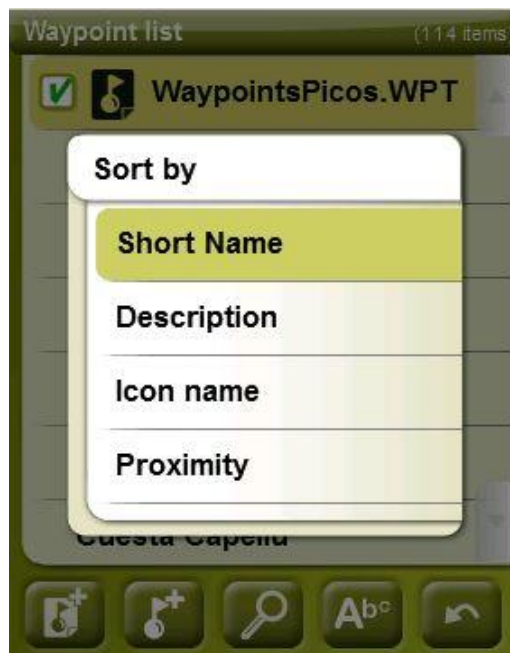 Waypoint list (114 items
WaypointsPicos.WPT
Sort by
Short Name
Description
Icon name
Proximity
Cuesta Capellu
Abc